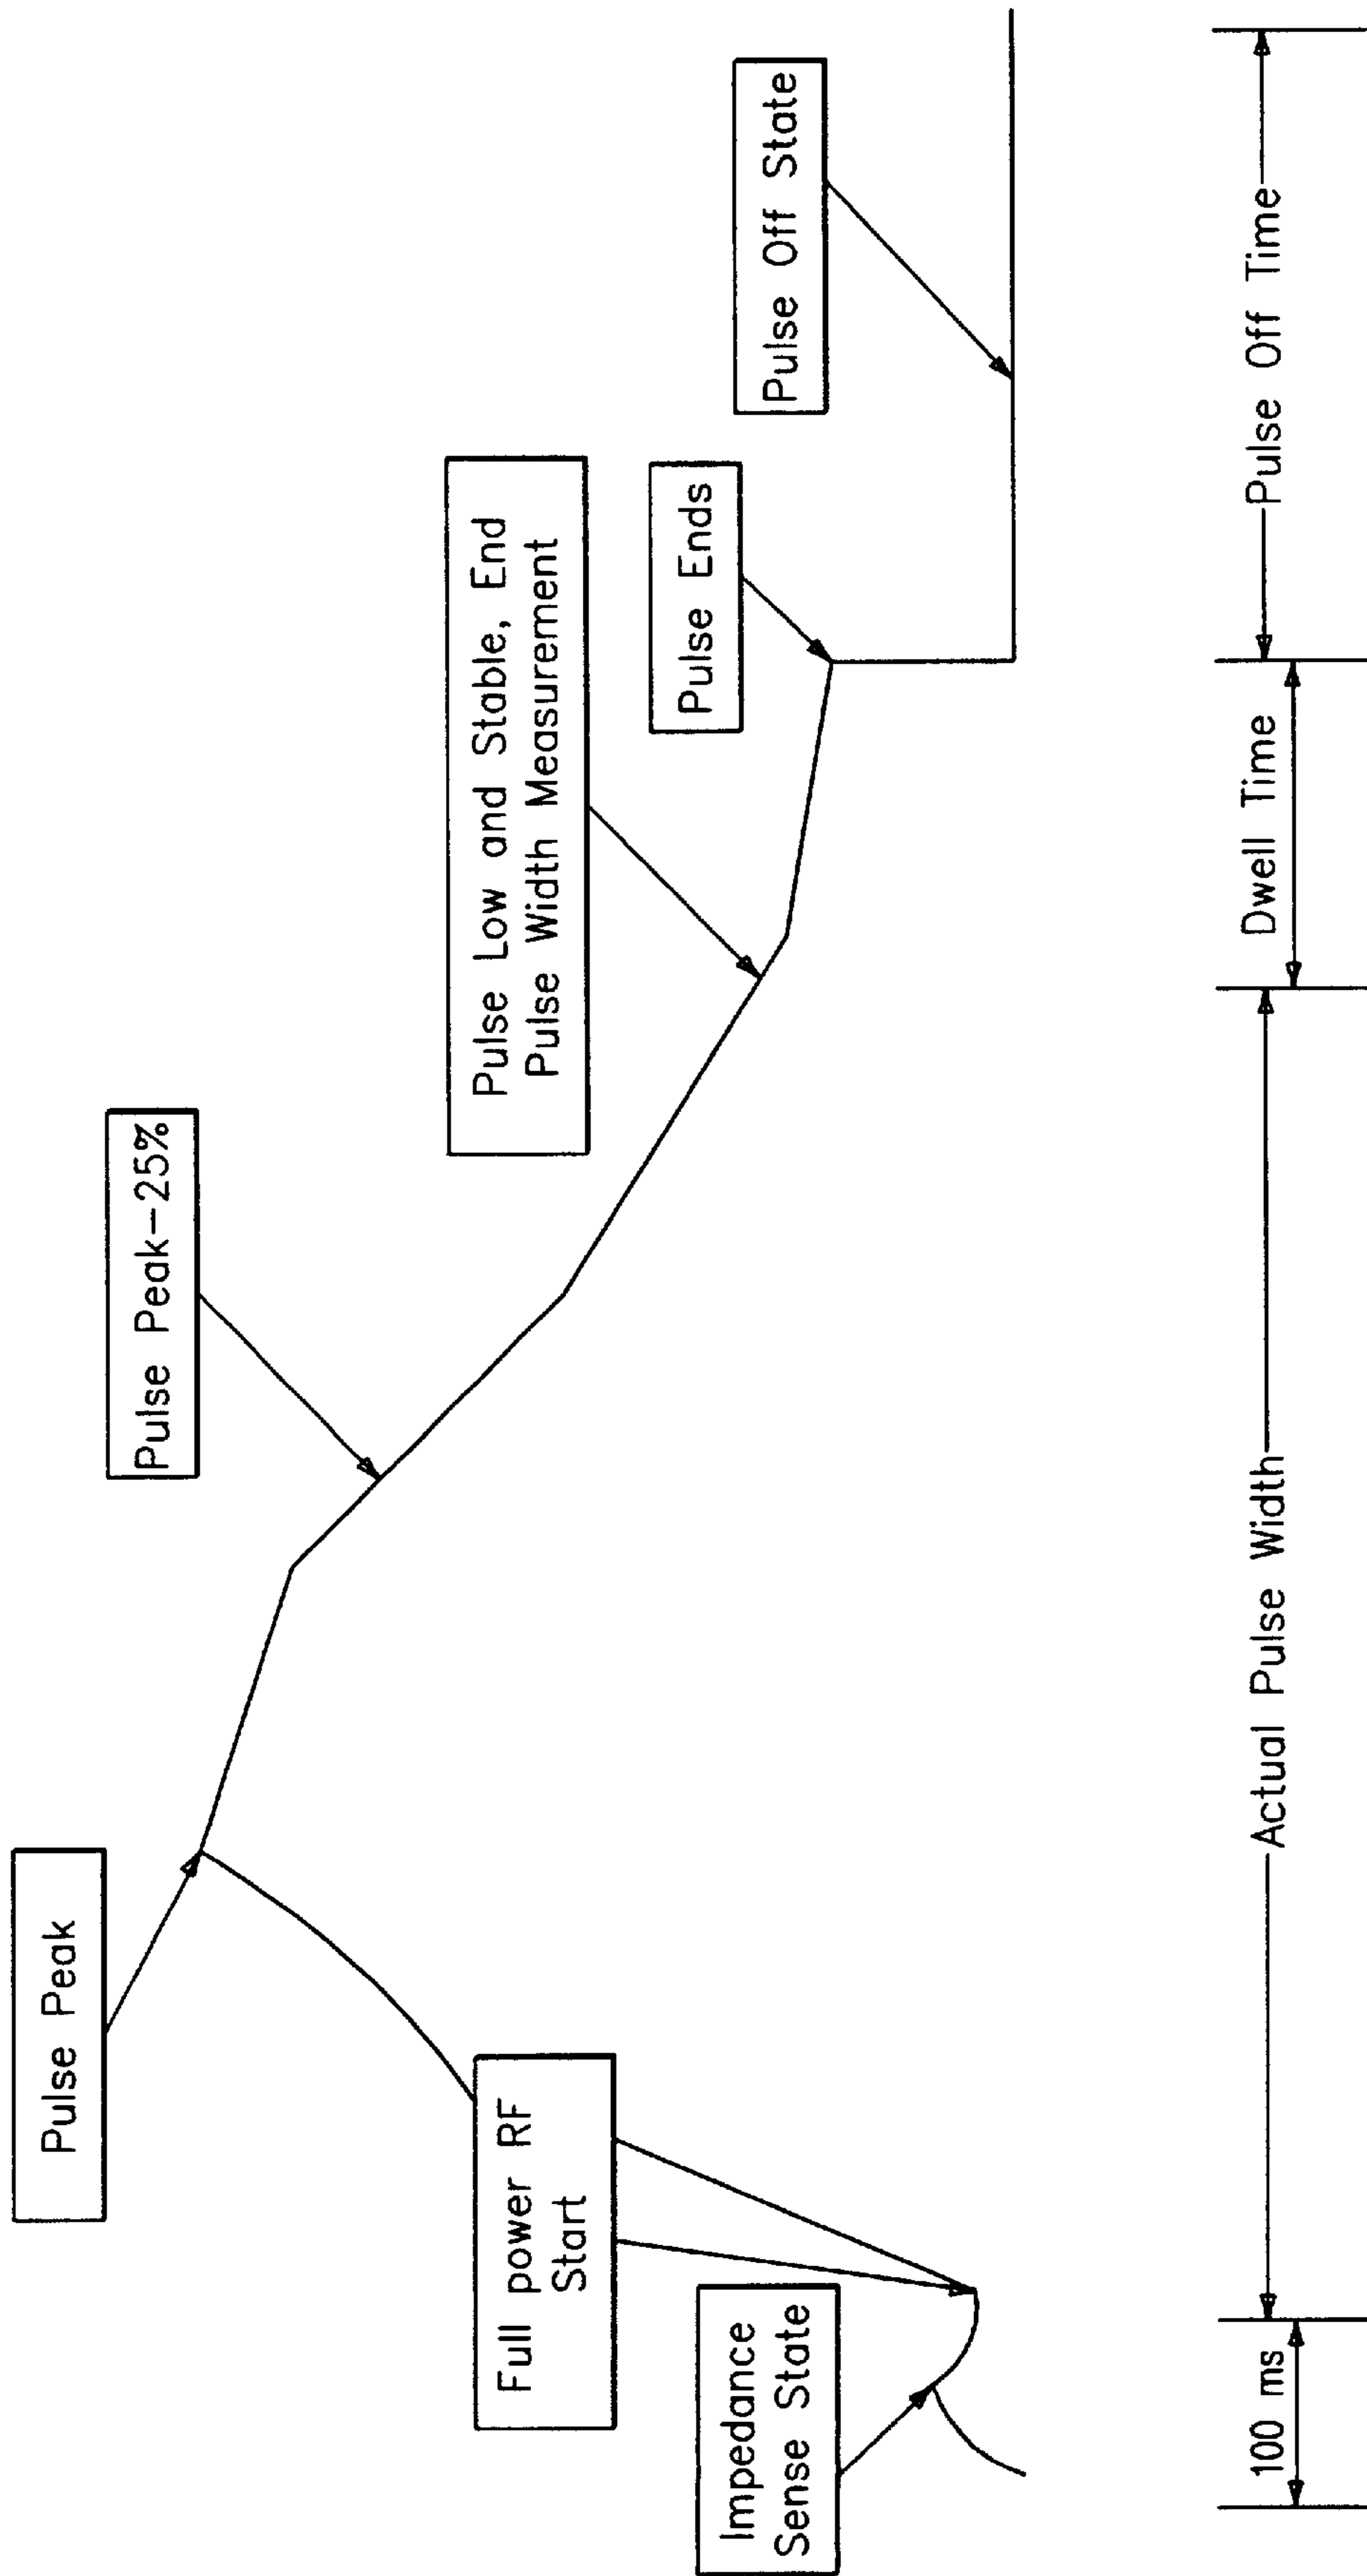 Pulse Peak
Pulse Peak-25%
Full power RF
Start
Pulse Low and Stable, End
Pulse Width Measurement
Impedance
Sense State
Pulse Ends
Pulse Off State
100 ms
Actual Pulse Width
Dwell Time
Pulse Off Time